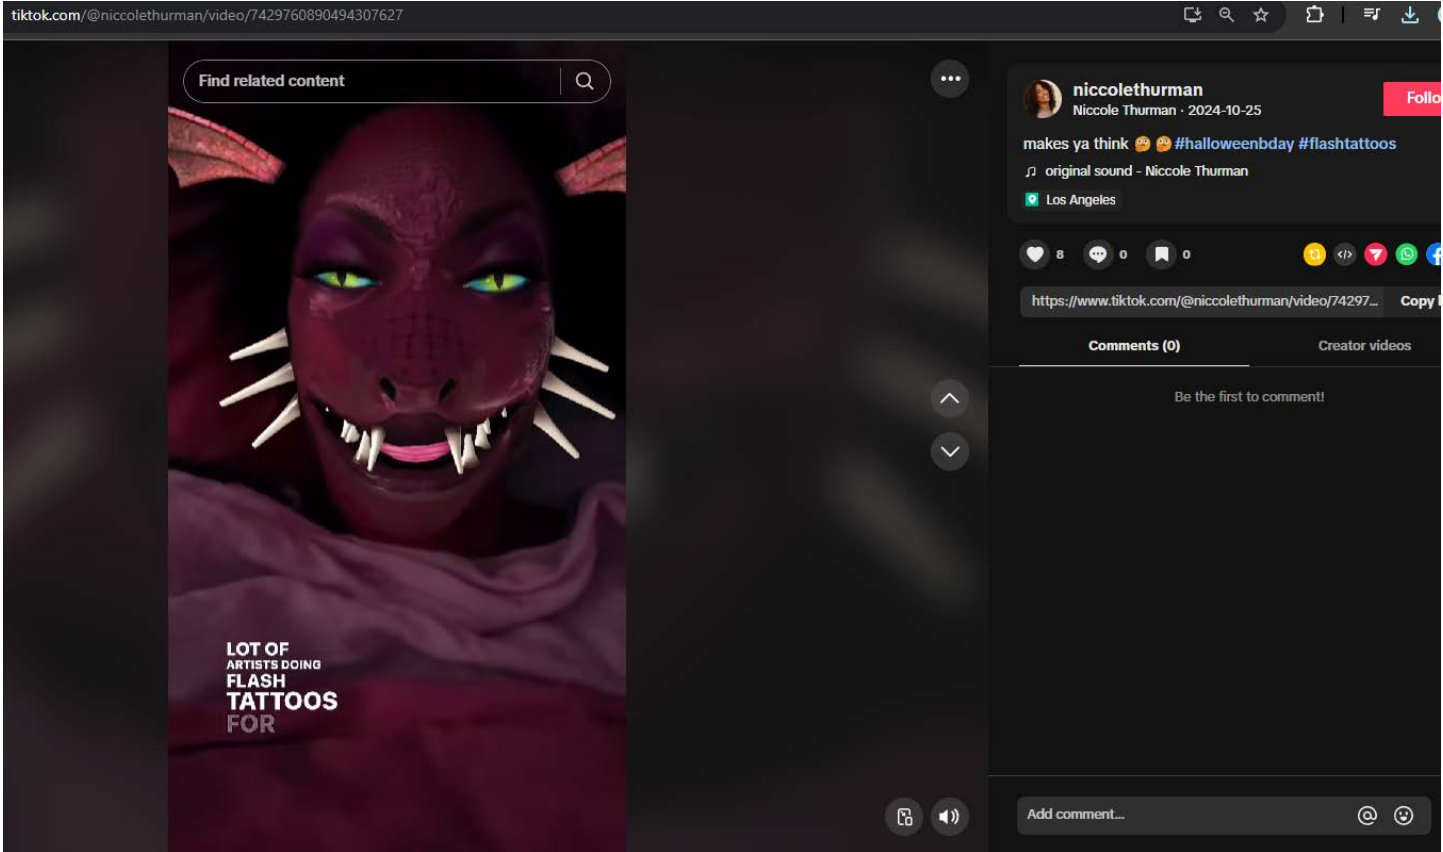 tiktok.com/@niccolethurman/video/7429760890494307627
Find related content
LOT OF
ARTISTS DOING
FLASH
TATTOOS
FOR
niccolethurman
Niccole Thurman · 2024-10-25
Follo
makes ya think 🤔 🤔 #halloweenbday #flashtattoos
original sound - Niccole Thurman
Los Angeles
8
0
0
https://www.tiktok.com/@niccolethurman/video/74297...
Copy l
Comments (0)
Creator videos
Be the first to comment!
Add comment...